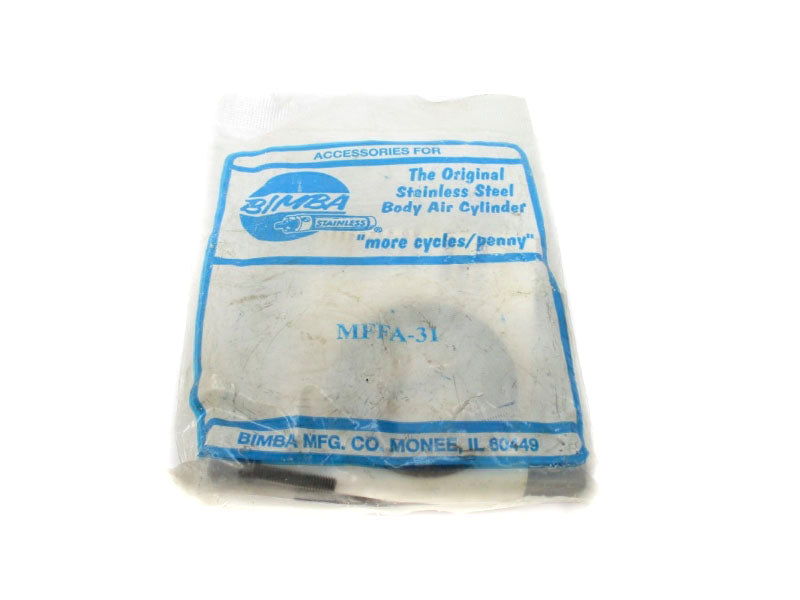 ACCESSORIES FOR
BIMBA
STAINLESS
®
The Original
Stainless Steel
Body Air Cylinder
"more cycles/penny"
MFFA-31
BIMBA MFG. CO. MONEE, IL 60449